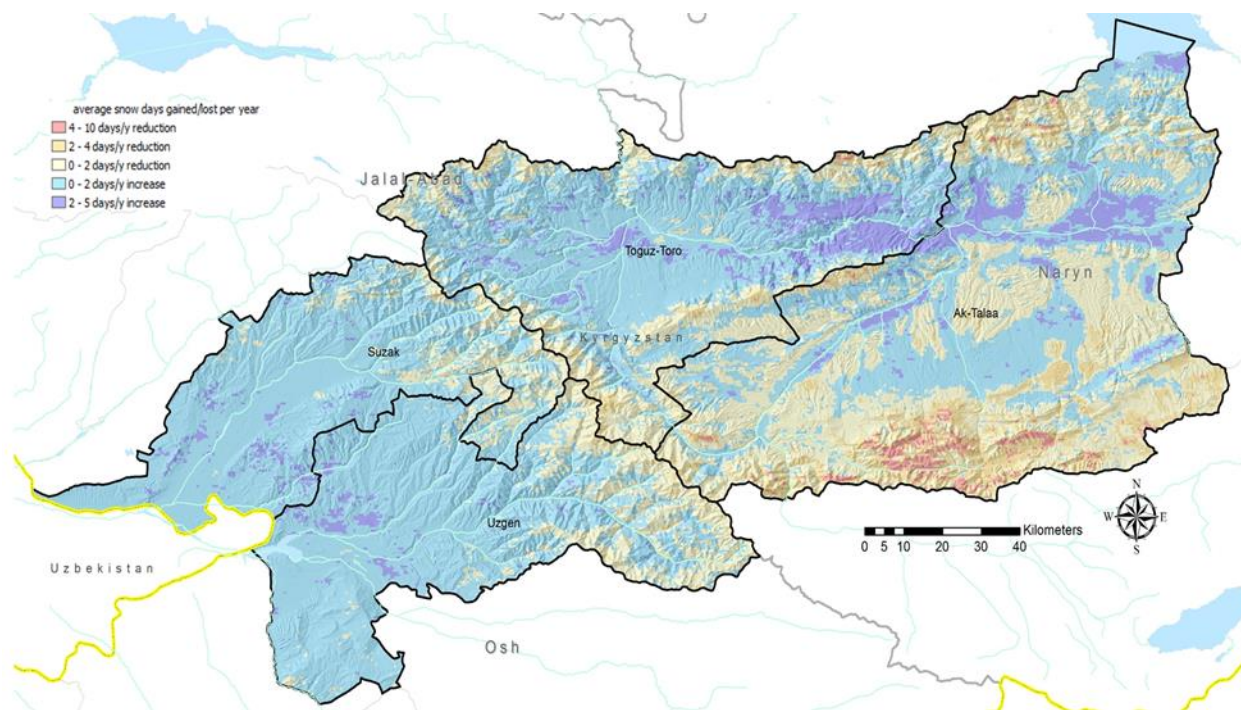 average snow days gained/lost per year
4 - 10 days/y reduction
2 - 4 days/y reduction
0 - 2 days/y reduction
0 - 2 days/y increase
2 - 5 days/y increase
Jalal-Abad
Toguz-Toro
Naryn
Ak-Talaa
Kyrgyzstan
Suzak
Uzgen
Uzbekistan
Osh
N
W E
S
Kilometers
0 5 10 20 30 40